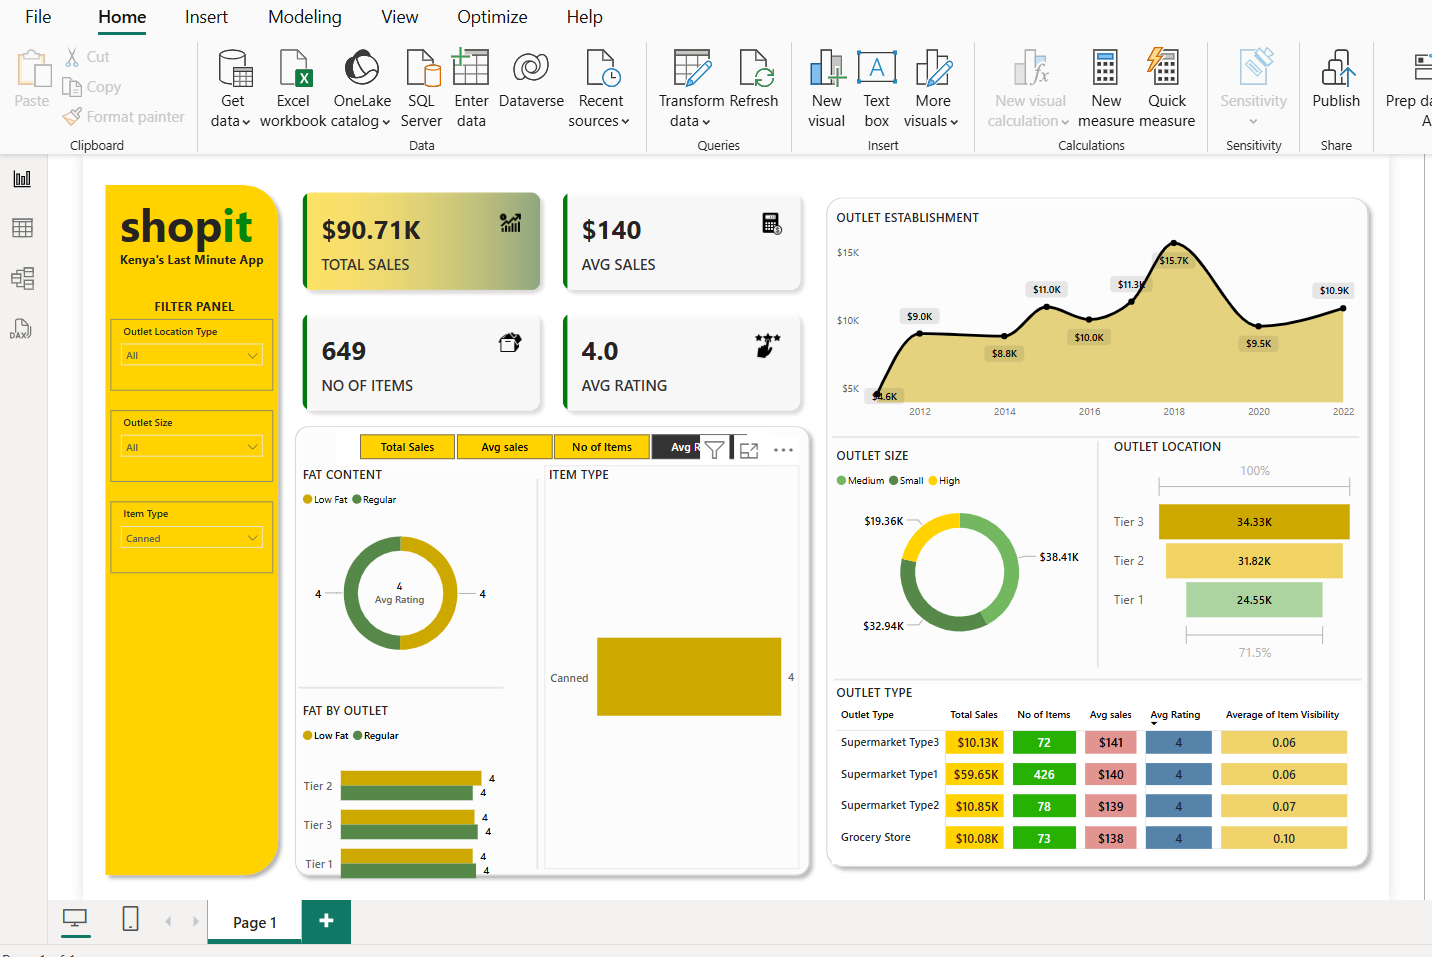 File Home Insert Modeling View Optimize Help
Paste
Cut
Copy
Format painter
Clipboard
Get data
Excel workbook
OneLake catalog
SQL Server
Enter data
Dataverse
Recent sources
Data
Transform data
Refresh
Queries
New visual
Text box
More visuals
Insert
New visual calculation
New measure
Quick measure
Calculations
Sensitivity
Sensitivity
Publish
Share
Prep
DAX
shopit
Kenya's Last Minute App
FILTER PANEL
Outlet Location Type
All
Outlet Size
All
Item Type
Canned
$90.71K
TOTAL SALES
$140
AVG SALES
649
NO OF ITEMS
4.0
AVG RATING
Total Sales Avg sales No of Items Avg R
FAT CONTENT
Low Fat Regular
4
4
Avg Rating
4
FAT BY OUTLET
Low Fat Regular
Tier 2 4
4
Tier 3 4
4
Tier 1 4
4
ITEM TYPE
Canned 4
OUTLET ESTABLISHMENT
$15K
$10K
$5K
$4.6K
$9.0K
$8.8K
$11.0K
$10.0K
$11.3K
$15.7K
$9.5K
$10.9K
2012 2014 2016 2018 2020 2022
OUTLET SIZE
Medium Small High
$19.36K
$38.41K
$32.94K
OUTLET LOCATION
100%
Tier 3 34.33K
Tier 2 31.82K
Tier 1 24.55K
71.5%
OUTLET TYPE
Outlet Type Total Sales No of Items Avg sales Avg Rating Average of Item Visibility
Supermarket Type3 $10.13K 72 $141 4 0.06
Supermarket Type1 $59.65K 426 $140 4 0.06
Supermarket Type2 $10.85K 78 $139 4 0.07
Grocery Store $10.08K 73 $138 4 0.10
Page 1